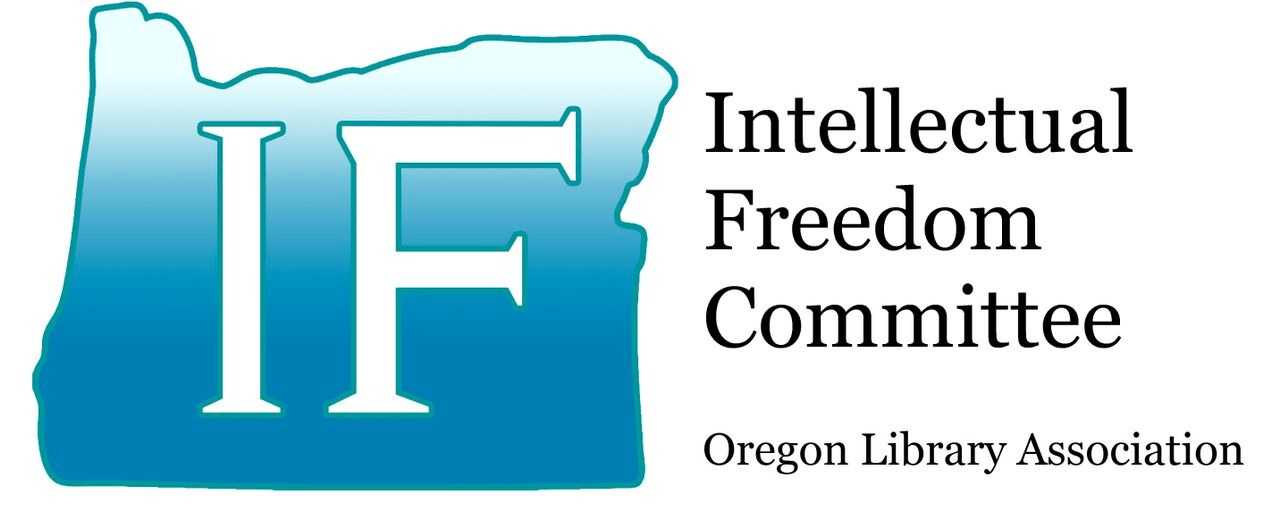 IF
Intellectual
Freedom
Committee
Oregon Library Association